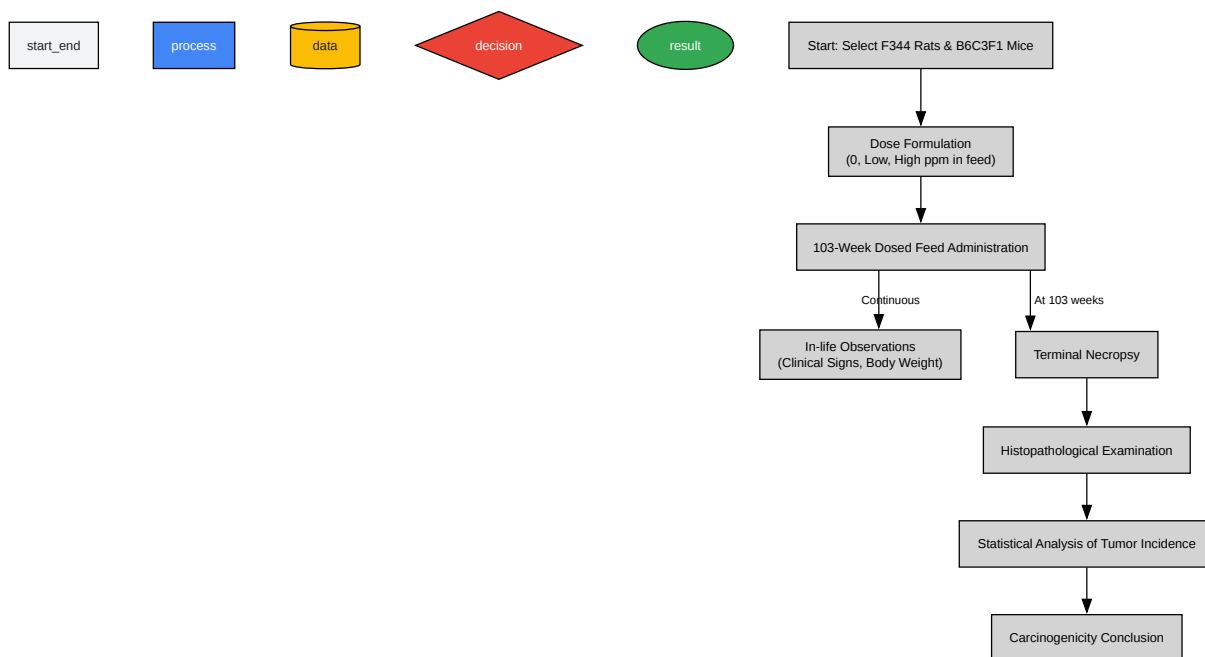 start_end
process
data
decision
result
Start: Select F344 Rats & B6C3F1 Mice
Dose Formulation
(0, Low, High ppm in feed)
103-Week Dosed Feed Administration
Continuous
At 103 weeks
In-life Observations
(Clinical Signs, Body Weight)
Terminal Necropsy
Histopathological Examination
Statistical Analysis of Tumor Incidence
Carcinogenicity Conclusion